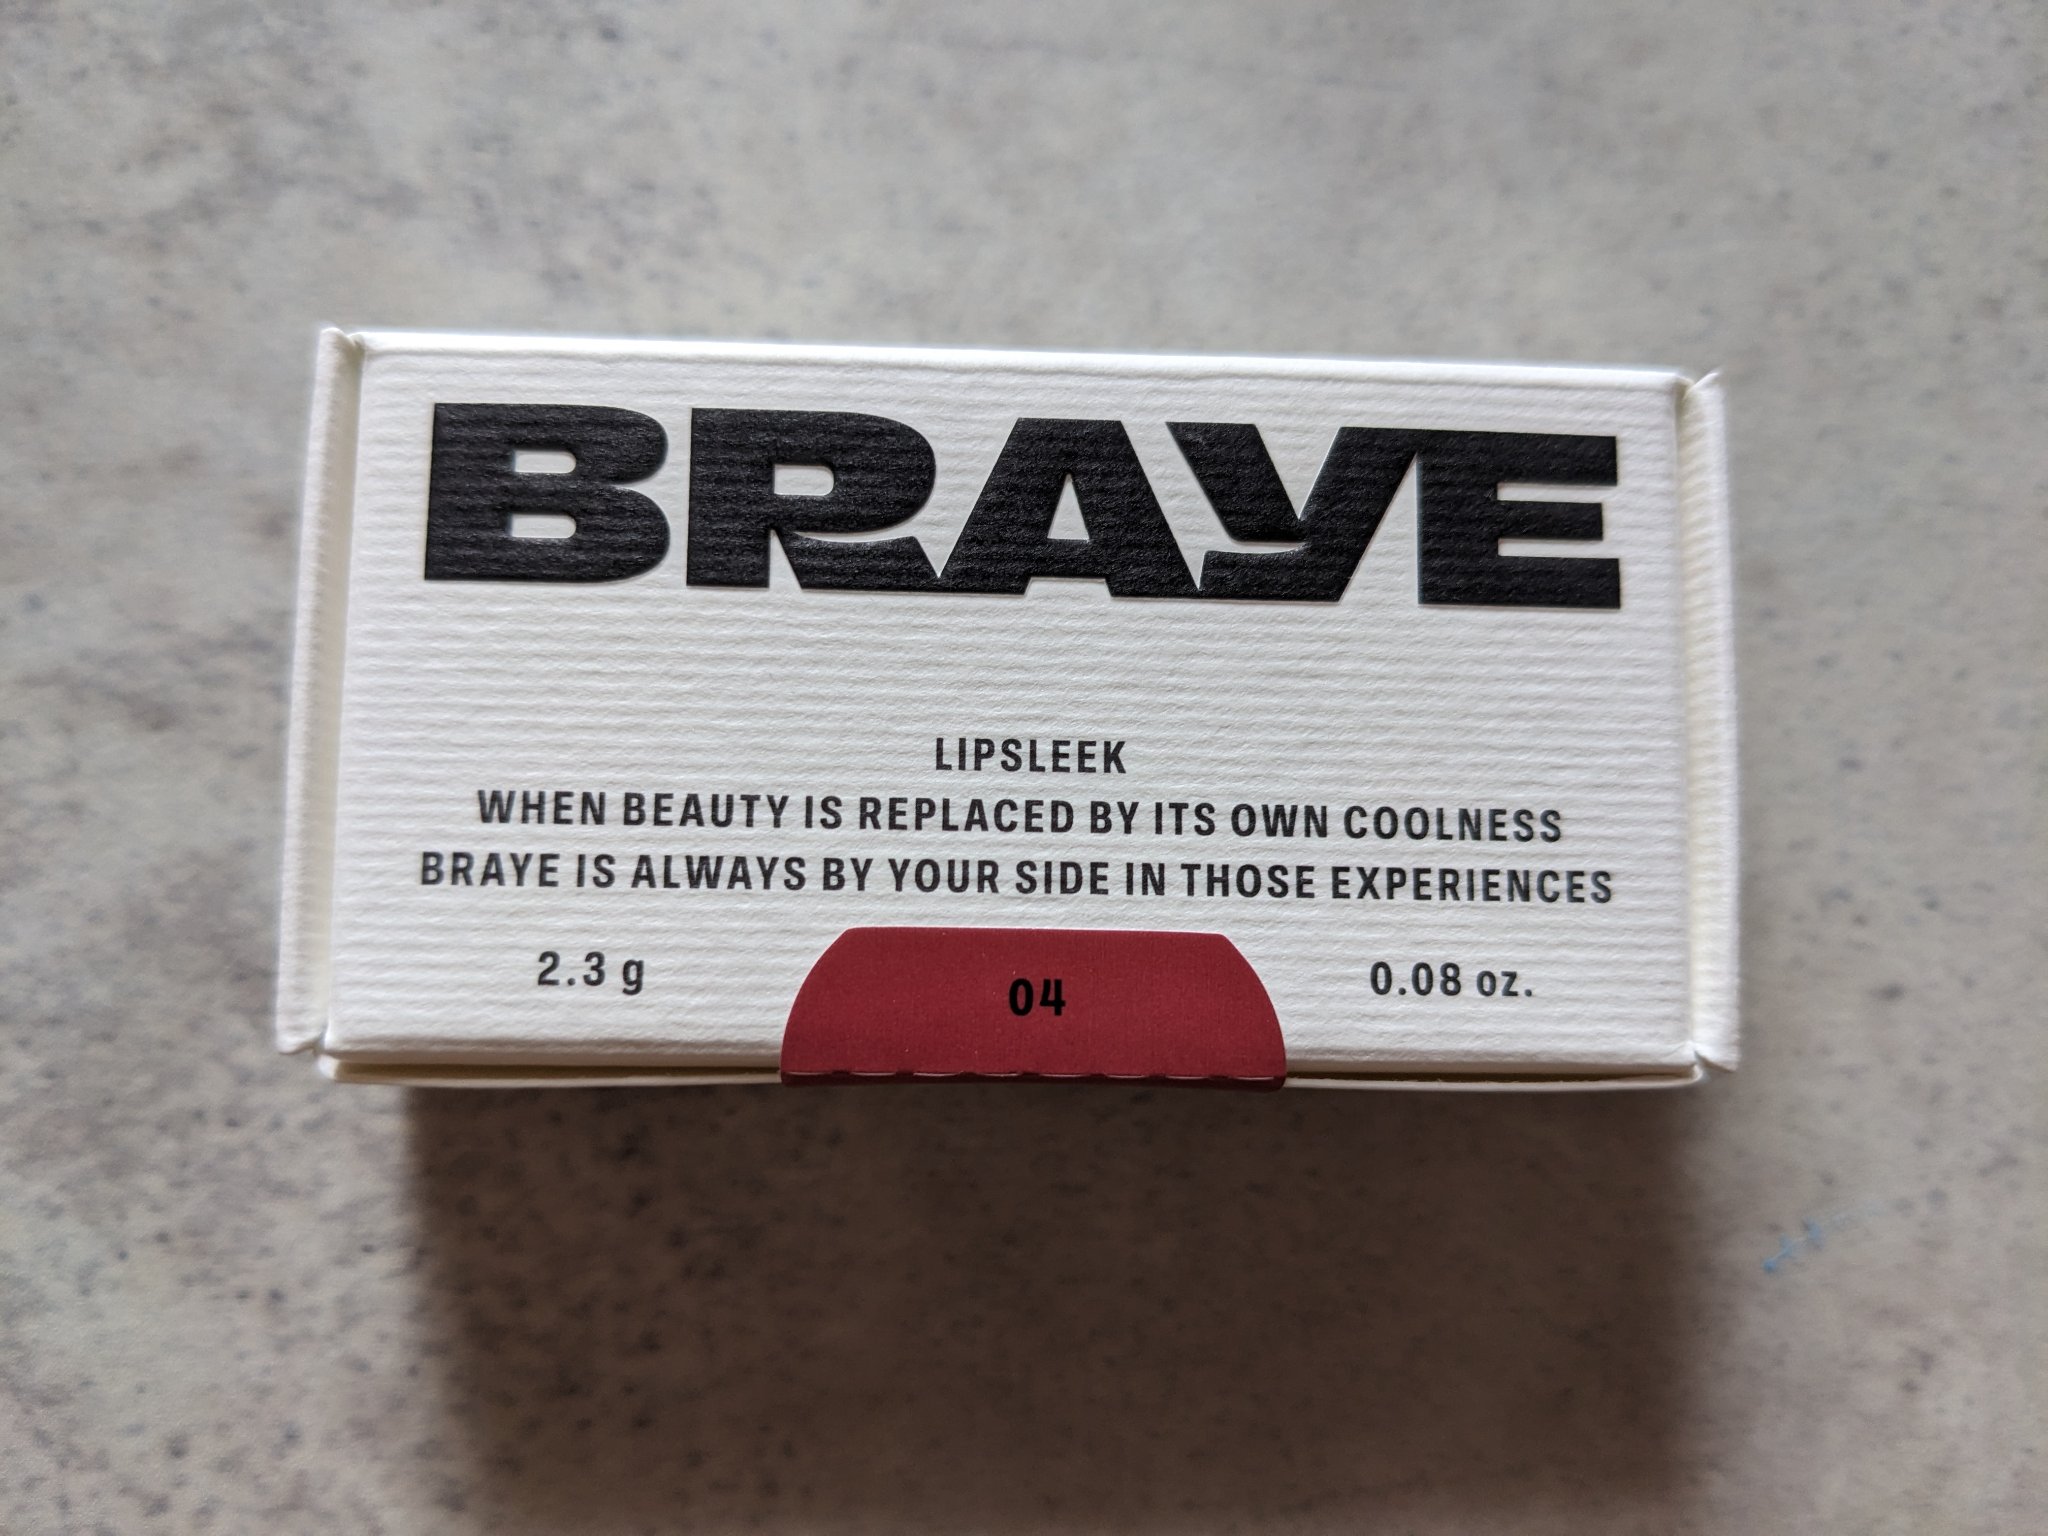 BRAYE
LIPSLEEK
WHEN BEAUTY IS REPLACED BY ITS OWN COOLNESS
BRAYE IS ALWAYS BY YOUR SIDE IN THOSE EXPERIENCES
2.3 g 04 0.08 oz.